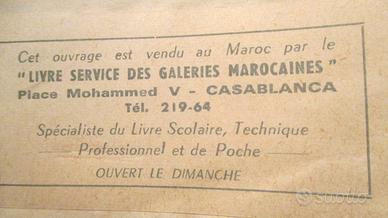 Cet ouvrage est vendu au Maroc par le
"LIVRE SERVICE DES GALERIES MAROCAINES"
Place Mohammed V - CASABLANCA
Tél. 219-64
Spécialiste du Livre Scolaire, Technique
Professionnel et de Poche
OUVERT LE DIMANCHE
subito